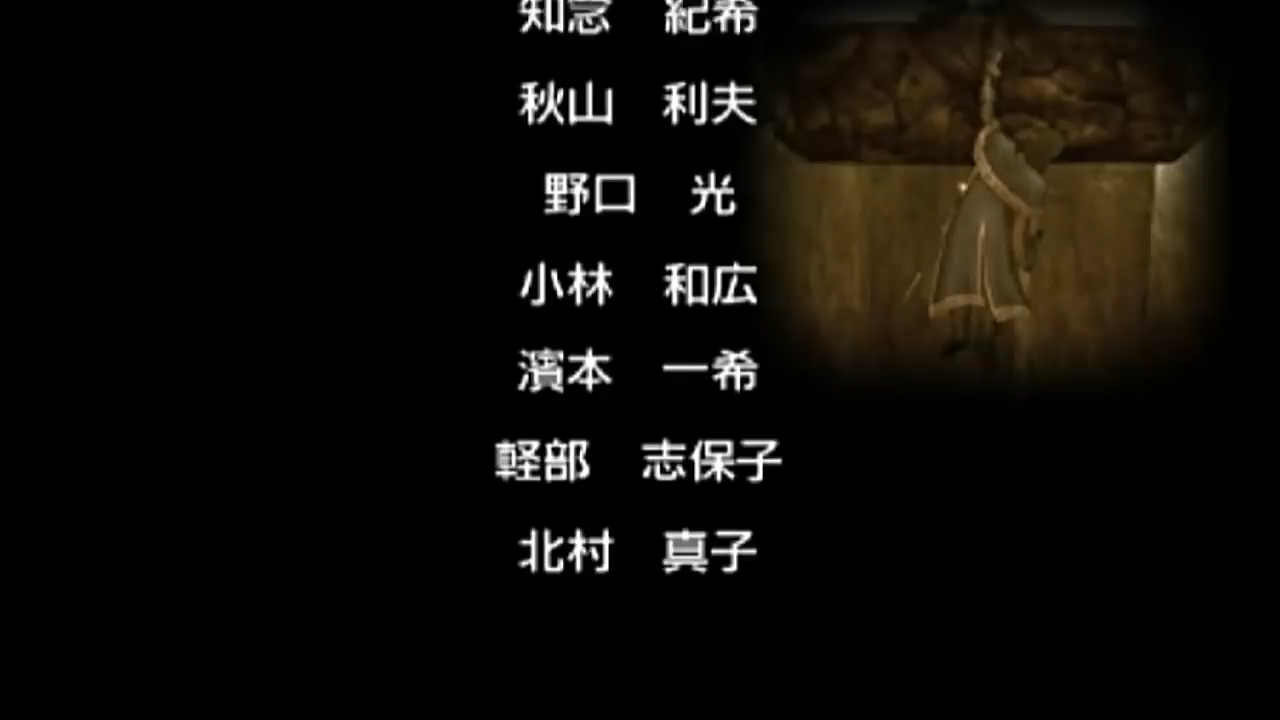 知念　紀希
秋山　利夫
野口　光
小林　和広
濱本　一希
軽部　志保子
北村　真子